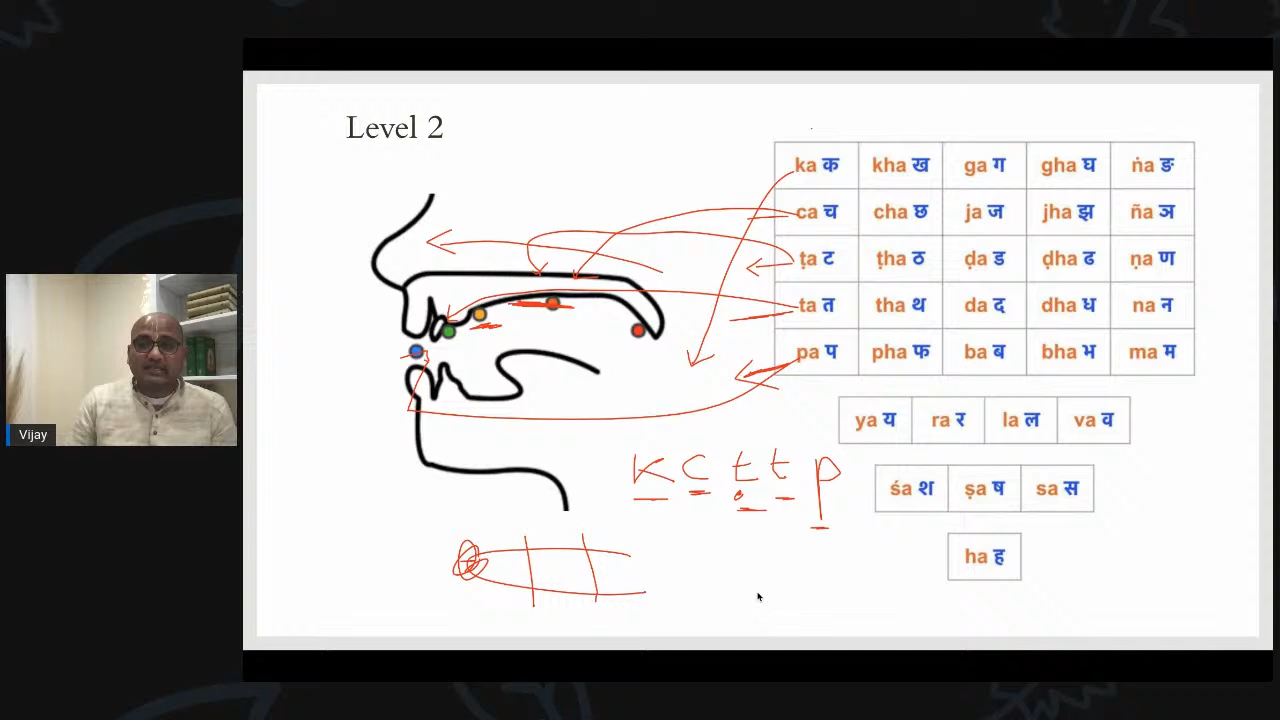 Level 2
ka क kha ख ga ग gha घ ṅa ङ
ca च cha छ ja ज jha झ ña ञ
ṭa ट ṭha ठ ḍa ड ḍha ढ ṇa ण
ta त tha थ da द dha ध na न
pa प pha फ ba ब bha भ ma म
ya य ra र la ल va व
k c ṭ t p
śa श ṣa ष sa स
ha ह
Vijay